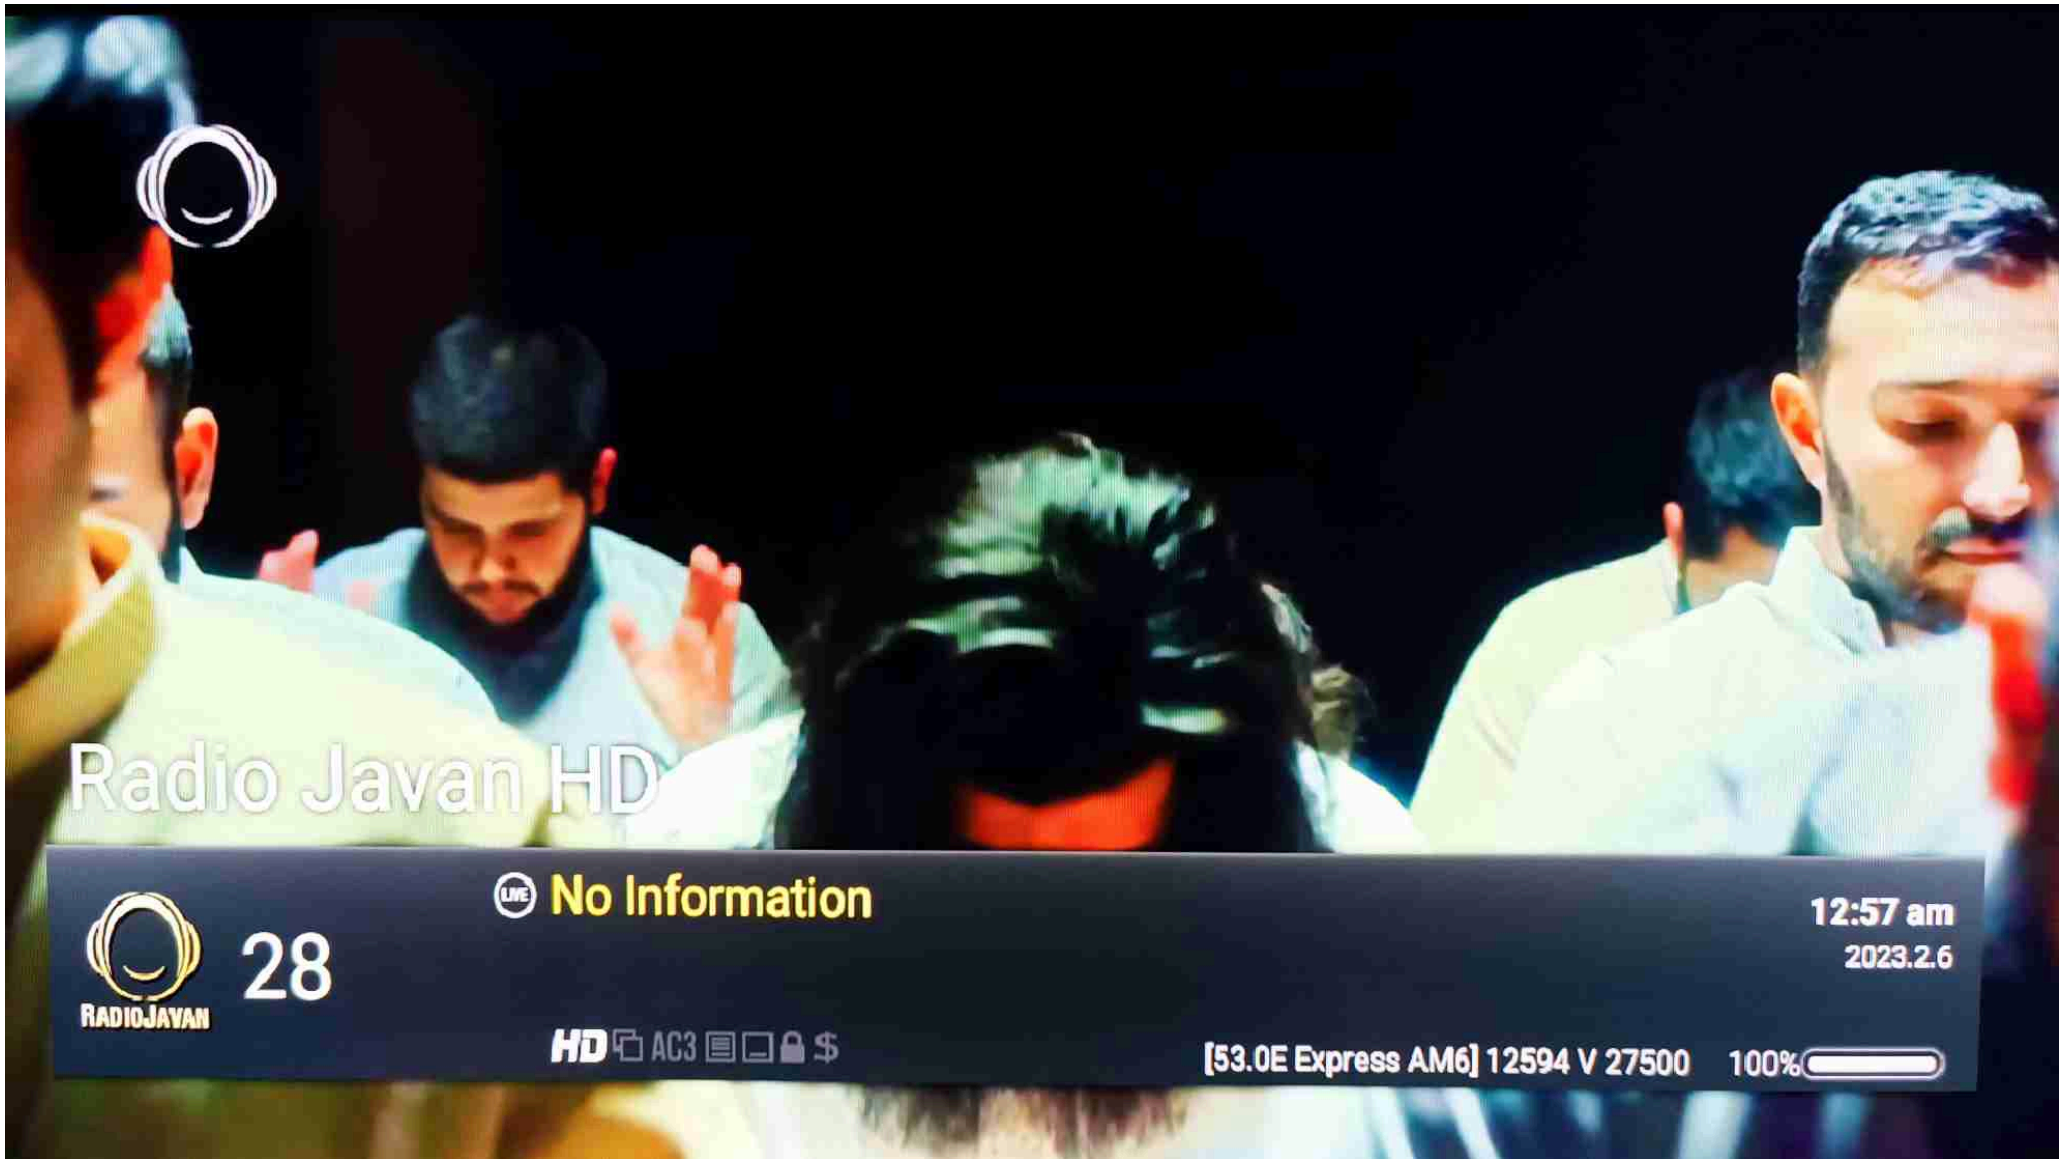 Radio Javan HD
LIVE No Information
12:57 am
2023.2.6
28
RADIOJAVAN
HD AC3 $
[53.0E Express AM6] 12594 V 27500 100%